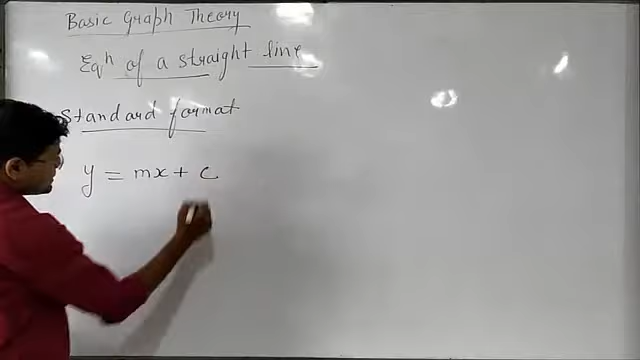 Basic Graph Theory
Eqⁿ of a straight line
Standard format
y = mx + c